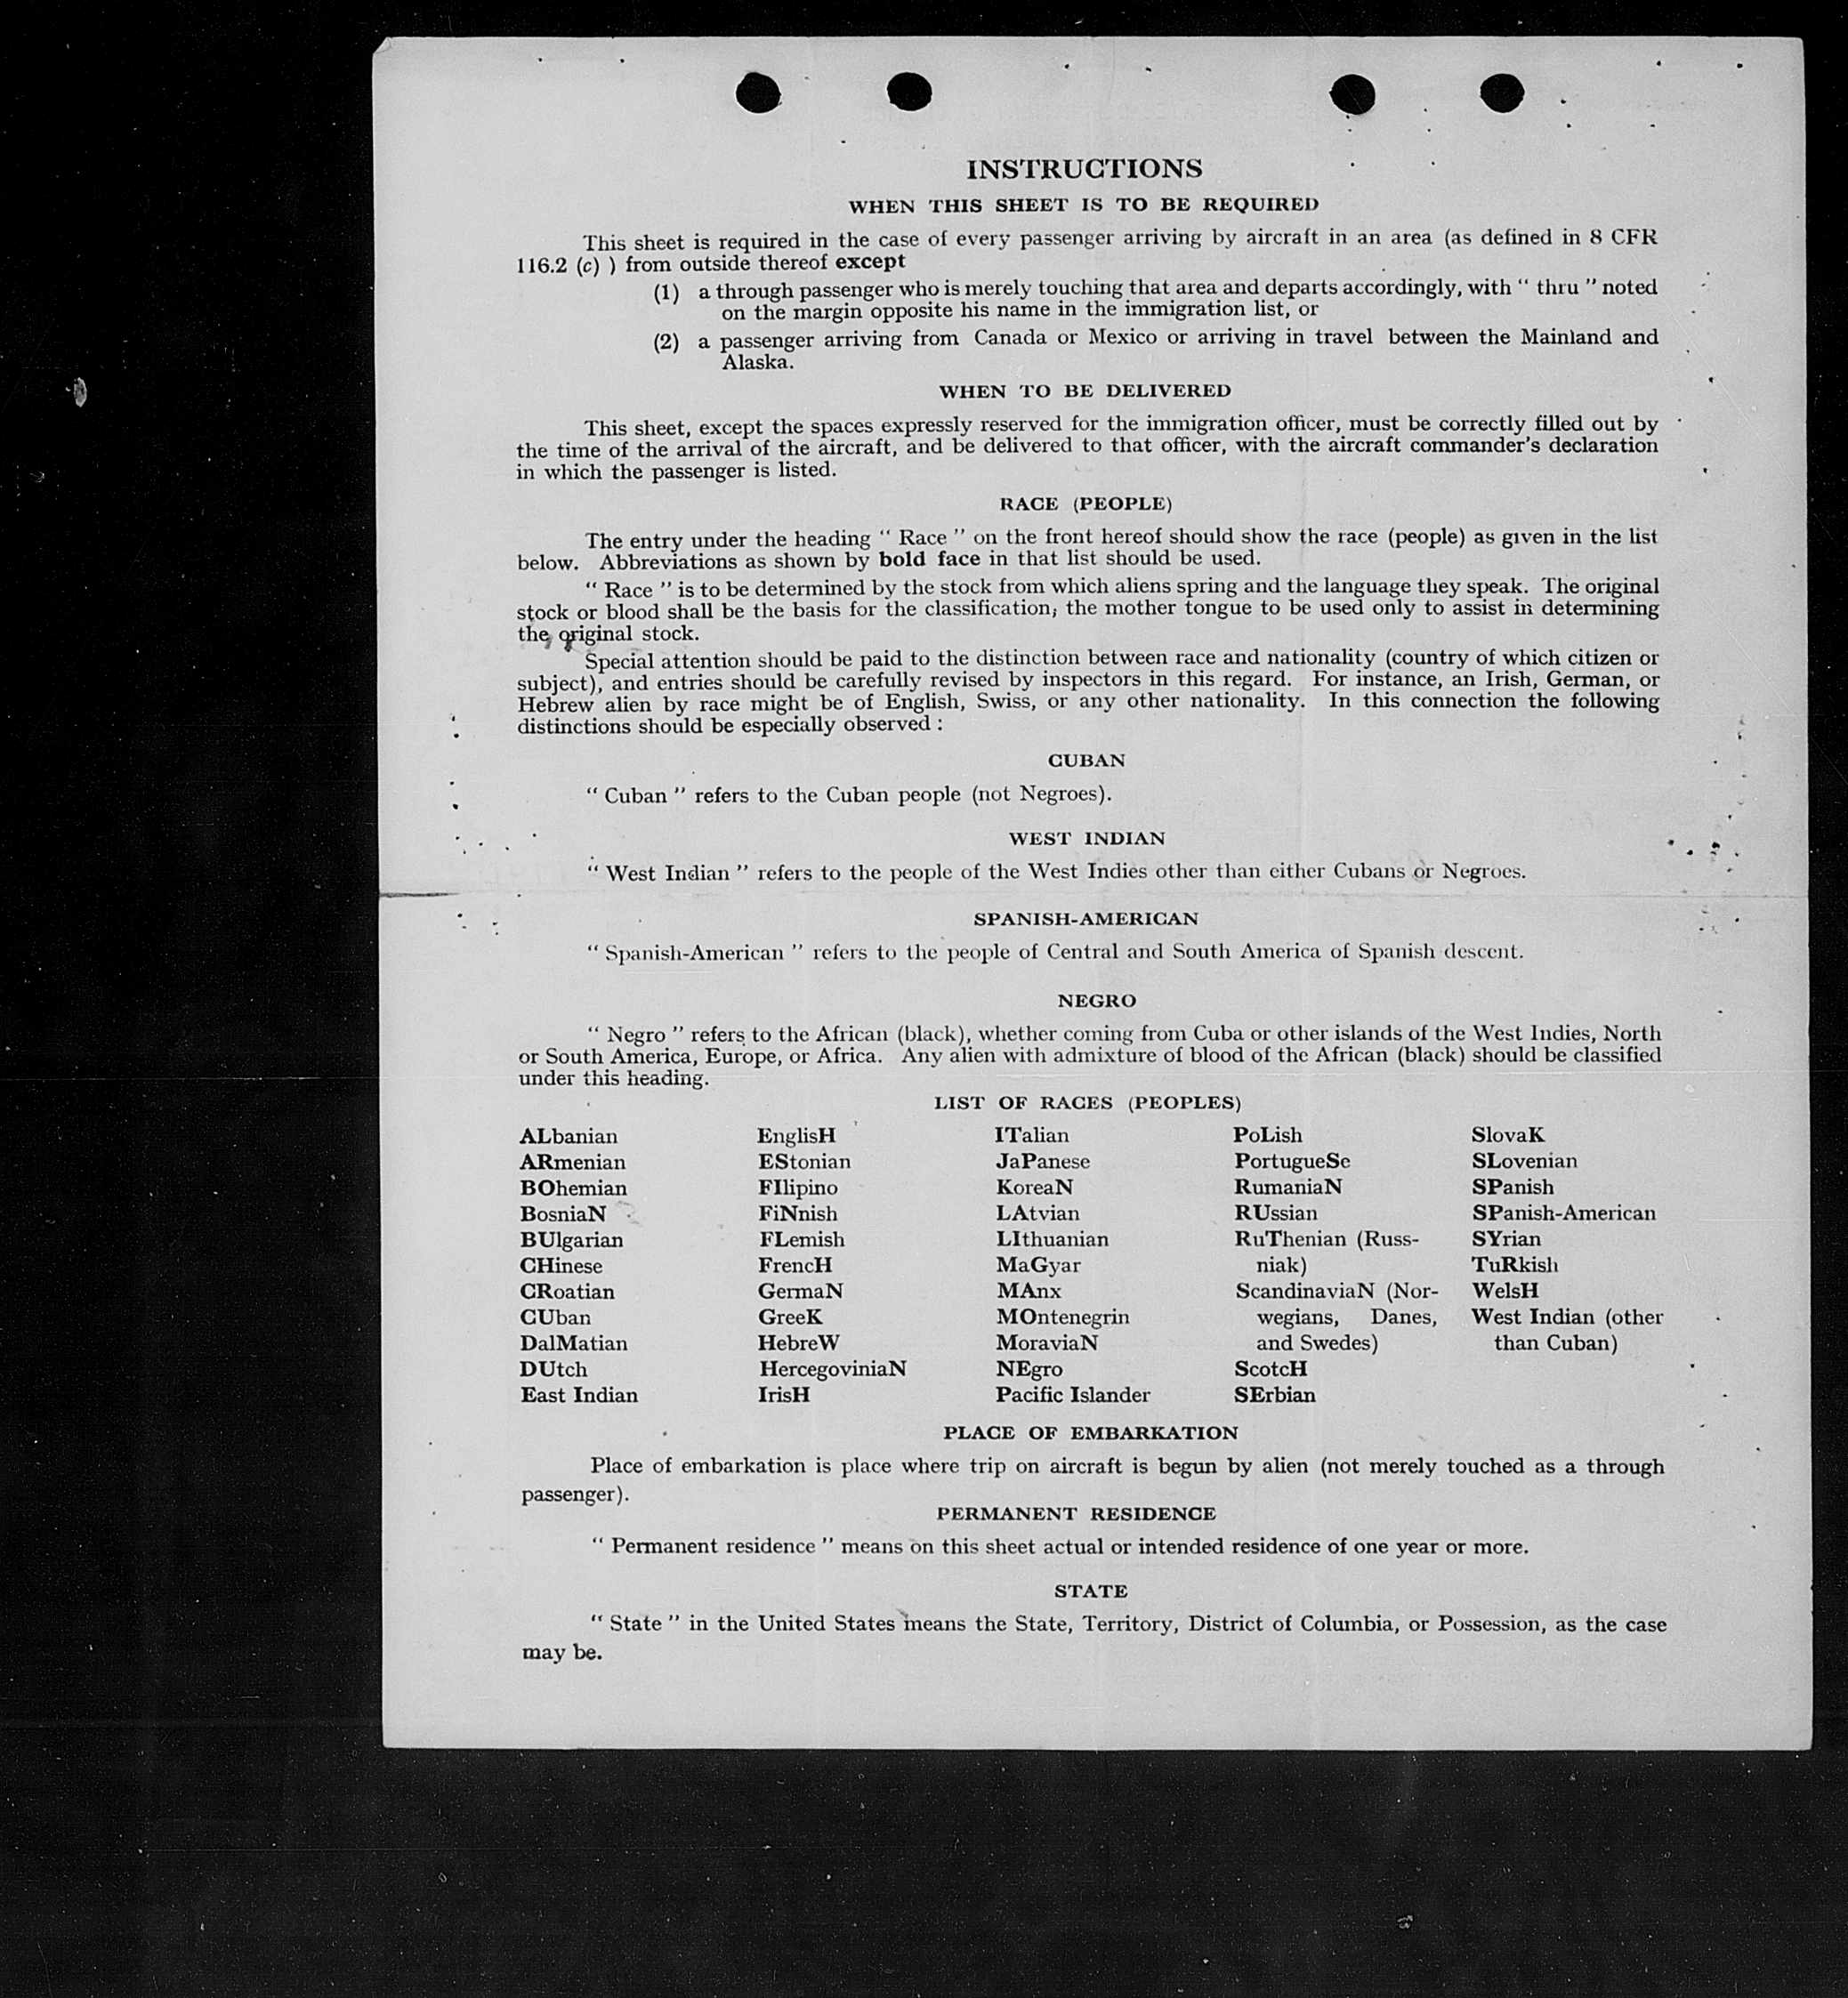 INSTRUCTIONS
WHEN THIS SHEET IS TO BE REQUIRED
This sheet is required in the case of every passenger arriving by aircraft in an area (as defined in 8 CFR
116.2 (c) ) from outside thereof except
(1) a through passenger who is merely touching that area and departs accordingly, with " thru " noted
on the margin opposite his name in the immigration list, or
(2) a passenger arriving from Canada or Mexico or arriving in travel between the Mainland and
Alaska.
WHEN TO BE DELIVERED
This sheet, except the spaces expressly reserved for the immigration officer, must be correctly filled out by
the time of the arrival of the aircraft, and be delivered to that officer, with the aircraft commander's declaration
in which the passenger is listed.
RACE (PEOPLE)
The entry under the heading " Race " on the front hereof should show the race (people) as given in the list
below. Abbreviations as shown by bold face in that list should be used.
" Race " is to be determined by the stock from which aliens spring and the language they speak. The original
stock or blood shall be the basis for the classification; the mother tongue to be used only to assist in determining
the original stock.
Special attention should be paid to the distinction between race and nationality (country of which citizen or
subject), and entries should be carefully revised by inspectors in this regard. For instance, an Irish, German, or
Hebrew alien by race might be of English, Swiss, or any other nationality. In this connection the following
distinctions should be especially observed :
CUBAN
" Cuban " refers to the Cuban people (not Negroes).
WEST INDIAN
" West Indian " refers to the people of the West Indies other than either Cubans or Negroes.
SPANISH-AMERICAN
" Spanish-American " refers to the people of Central and South America of Spanish descent.
NEGRO
" Negro " refers to the African (black), whether coming from Cuba or other islands of the West Indies, North
or South America, Europe, or Africa. Any alien with admixture of blood of the African (black) should be classified
under this heading.
LIST OF RACES (PEOPLES)
ALbanian
ARmenian
BOhemian
BosniaN
BUlgarian
CHinese
CRoatian
CUban
DalMatian
DUtch
East Indian
EnglisH
EStonian
FIlipino
FiNnish
FLemish
FrencH
GermaN
GreeK
HebreW
HercegoviniaN
IrisH
ITalian
JaPanese
KoreaN
LAtvian
LIthuanian
MaGyar
MAnx
MOntenegrin
MoraviaN
NEgro
Pacific Islander
PoLish
PortugueSe
RumaniaN
RUssian
RuThenian (Russ-
niak)
ScandinaviaN (Nor-
wegians, Danes,
and Swedes)
ScotcH
SErbian
SlovaK
SLovenian
SPanish
SPanish-American
SYrian
TuRkish
WelsH
West Indian (other
than Cuban)
PLACE OF EMBARKATION
Place of embarkation is place where trip on aircraft is begun by alien (not merely touched as a through
passenger).
PERMANENT RESIDENCE
" Permanent residence " means on this sheet actual or intended residence of one year or more.
STATE
" State " in the United States means the State, Territory, District of Columbia, or Possession, as the case
may be.